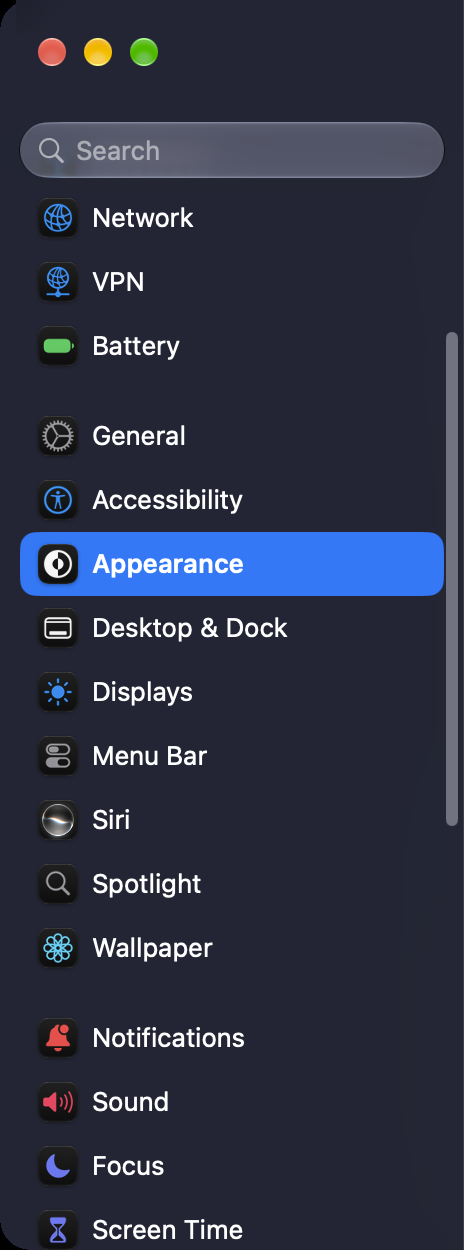 Search
Network
VPN
Battery
General
Accessibility
Appearance
Desktop & Dock
Displays
Menu Bar
Siri
Spotlight
Wallpaper
Notifications
Sound
Focus
Screen Time